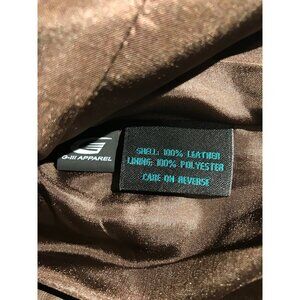 G-III APPAREL
SHELL: 100% LEATHER
LINING: 100% POLYESTER
CARE ON REVERSE